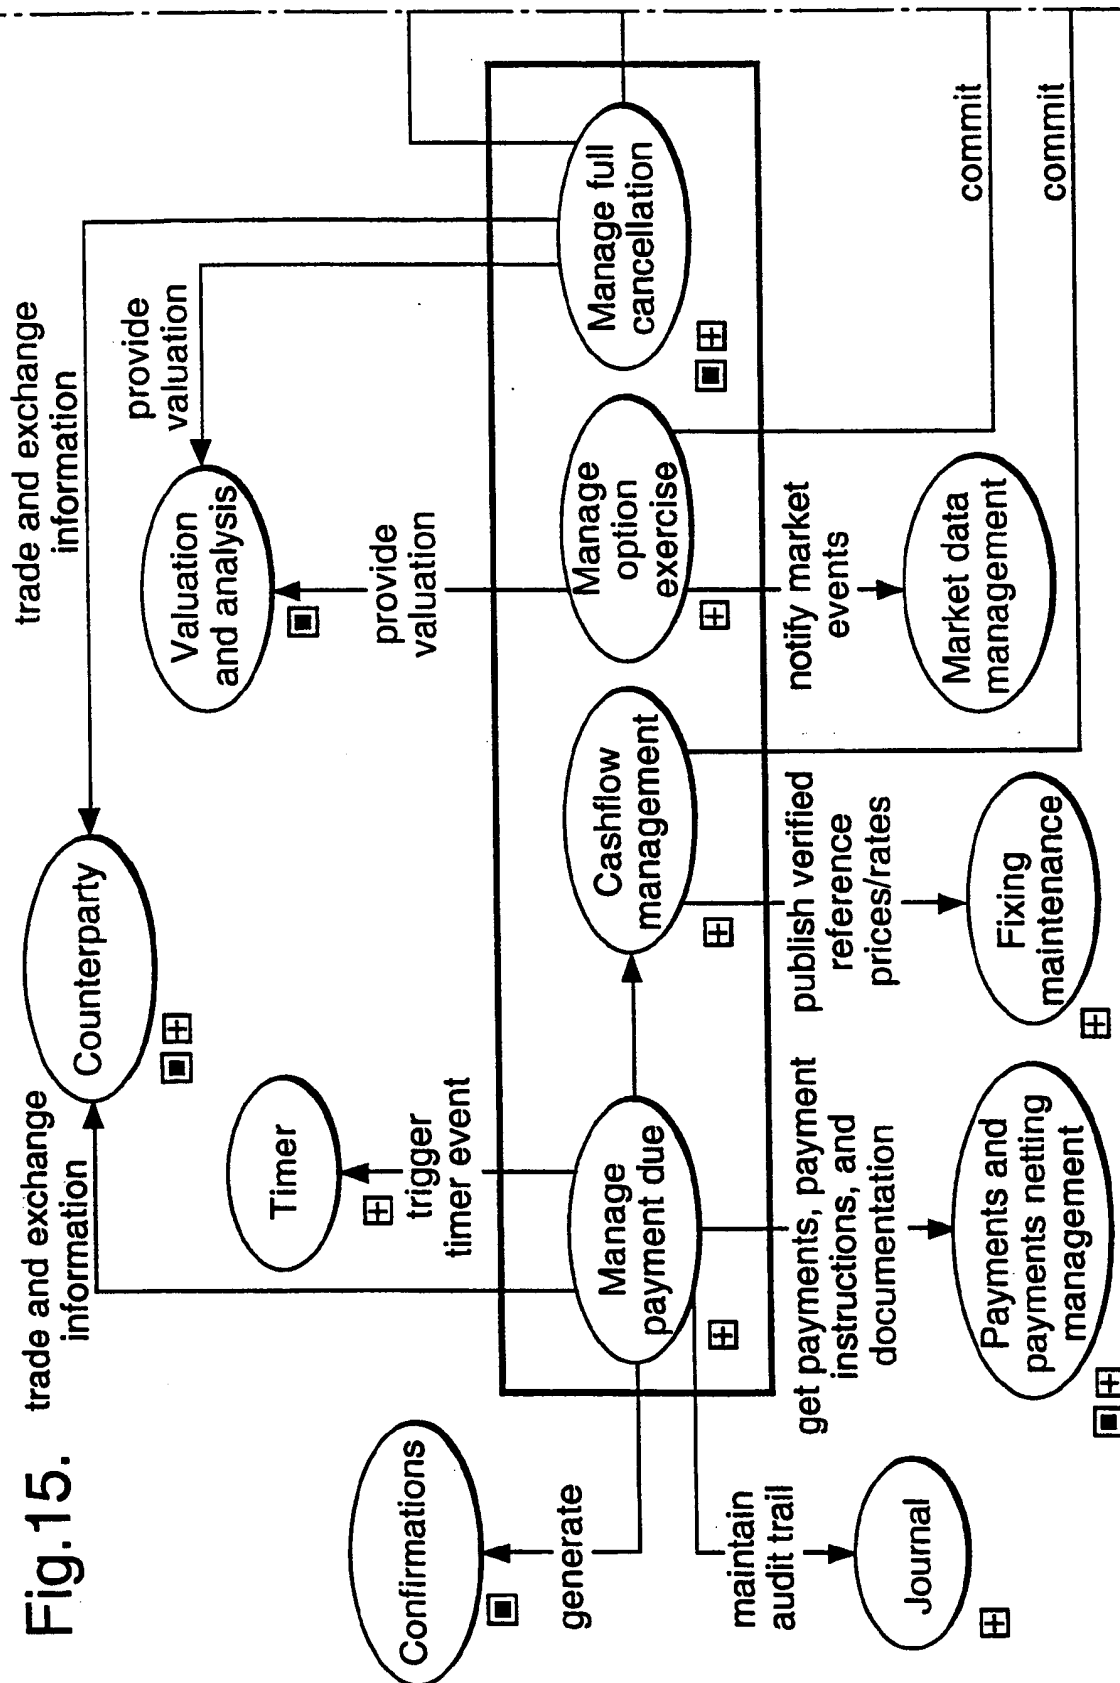 Fig.15.
trade and exchange
information
trade and exchange
information
Counterparty
provide
valuation
Valuation
and analysis
Timer
trigger
timer event
provide
valuation
Confirmations
generate
Manage
payment due
Cashflow
management
Manage
option
exercise
Manage full
cancellation
maintain
audit trail
get payments, payment
instructions, and
documentation
publish verified
reference
prices/rates
notify market
events
commit
commit
Journal
Payments and
payments netting
management
Fixing
maintenance
Market data
management